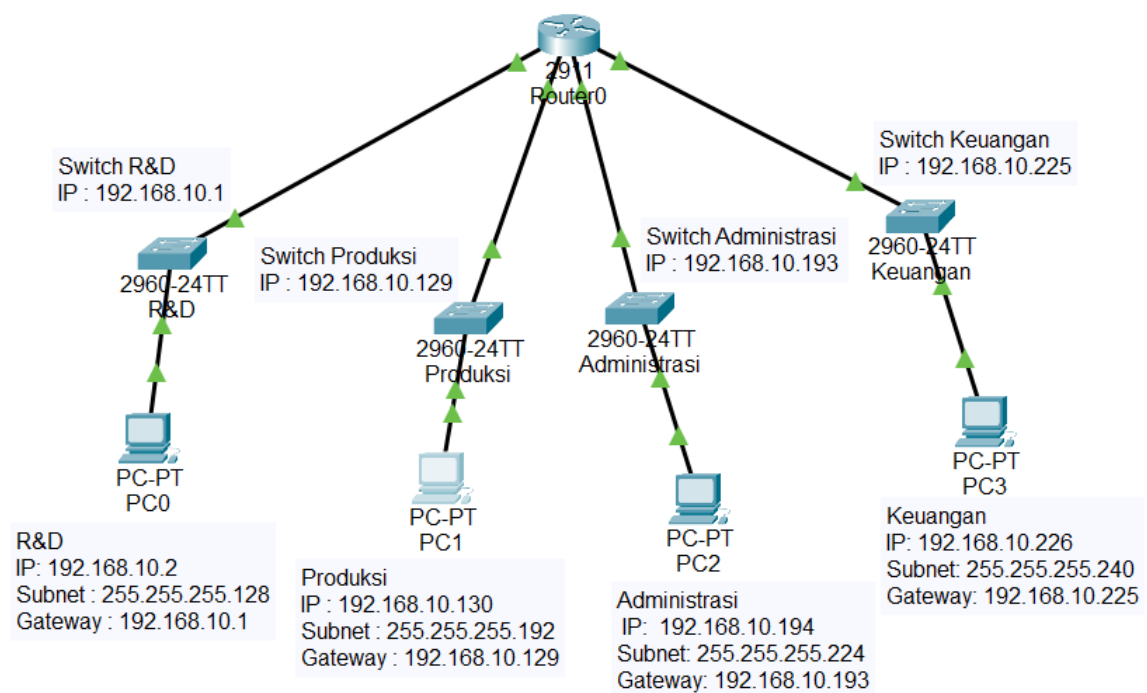 2911
Router0
Switch R&D
IP : 192.168.10.1
Switch Produksi
IP : 192.168.10.129
Switch Administrasi
IP : 192.168.10.193
Switch Keuangan
IP : 192.168.10.225
2960-24TT
R&D
2960-24TT
Produksi
2960-24TT
Administrasi
2960-24TT
Keuangan
PC-PT
PC0
PC-PT
PC1
PC-PT
PC2
PC-PT
PC3
R&D
IP: 192.168.10.2
Subnet : 255.255.255.128
Gateway : 192.168.10.1
Produksi
IP : 192.168.10.130
Subnet : 255.255.255.192
Gateway : 192.168.10.129
Administrasi
IP: 192.168.10.194
Subnet: 255.255.255.224
Gateway: 192.168.10.193
Keuangan
IP: 192.168.10.226
Subnet: 255.255.255.240
Gateway: 192.168.10.225